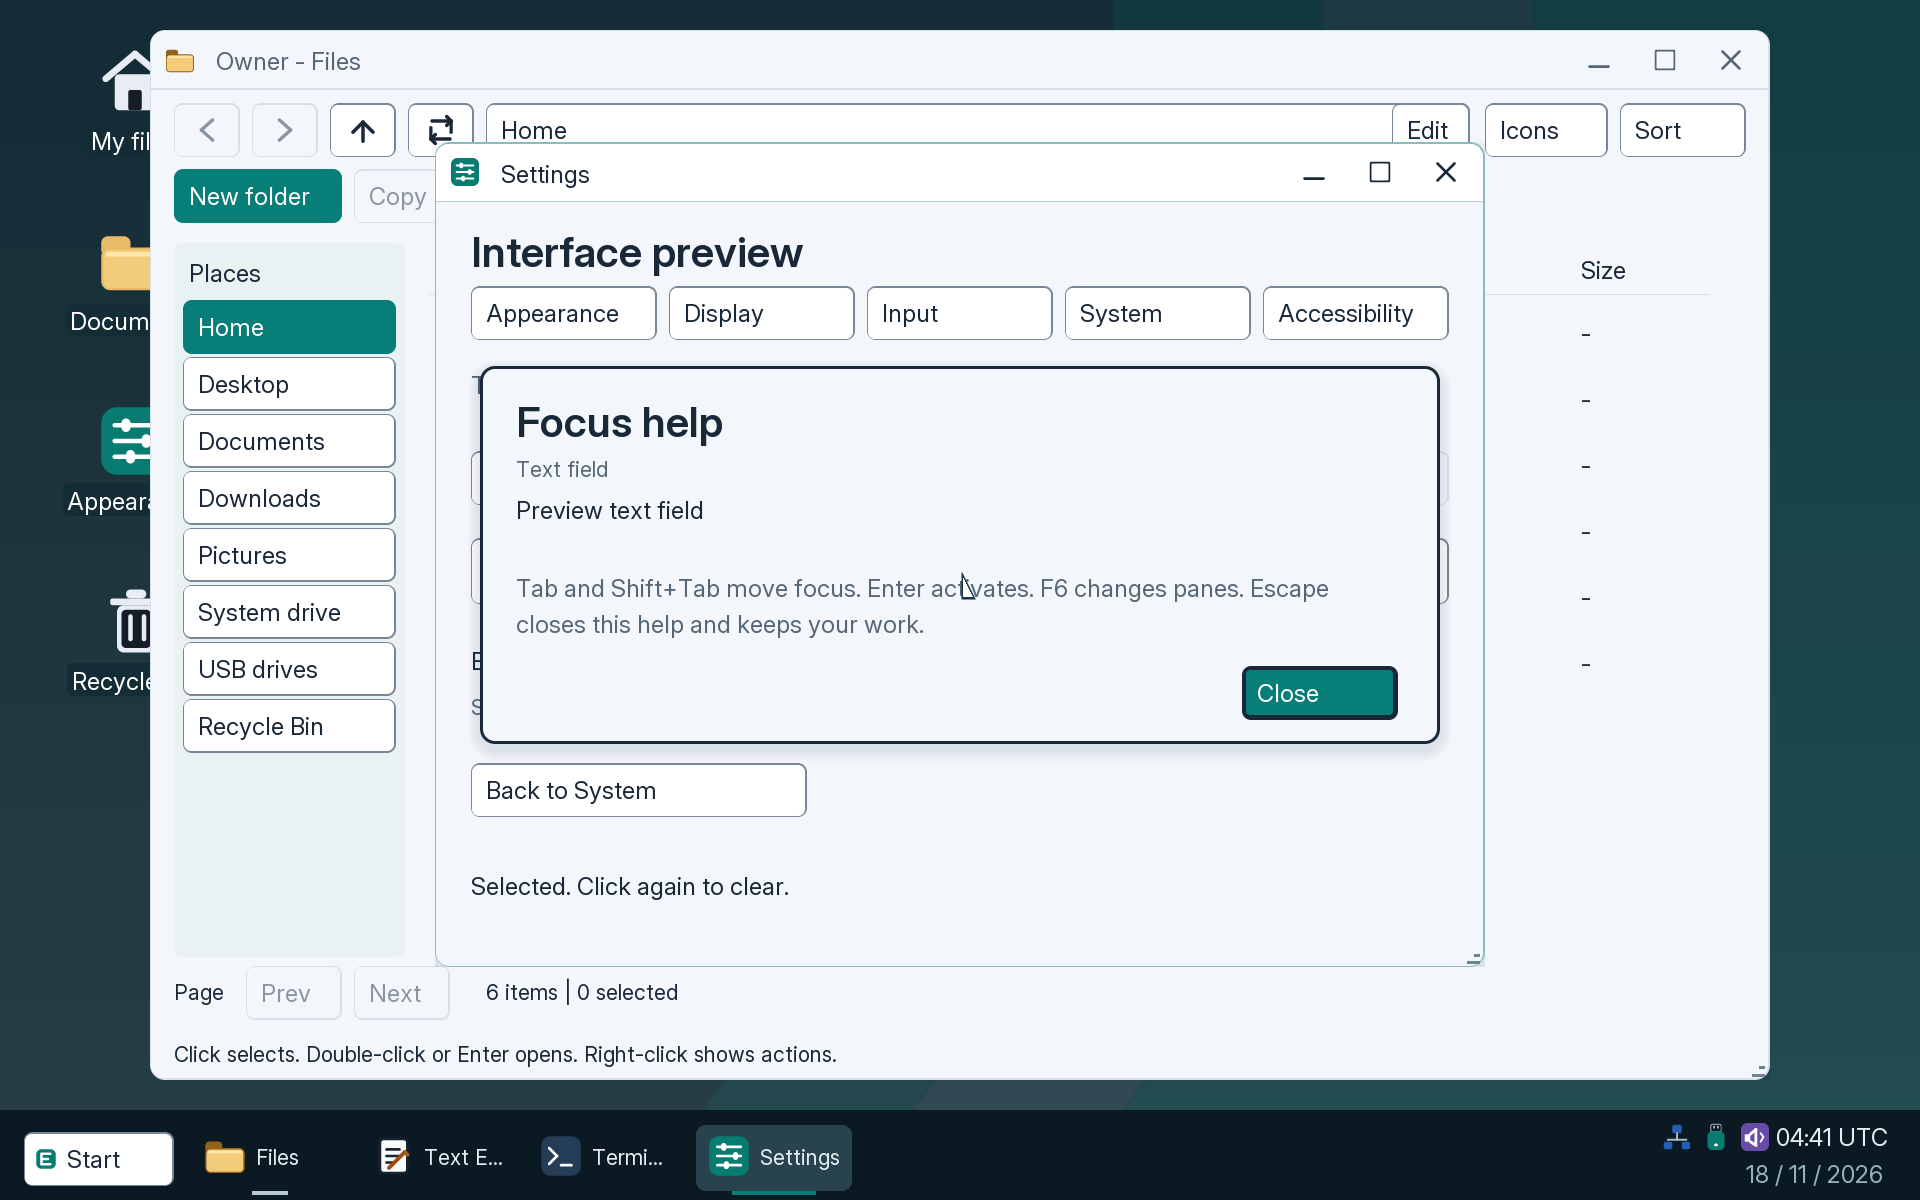 Owner - Files
My fil
Home
Edit
Icons
Sort
Settings
New folder
Copy
Interface preview
Places
Size
Home
Appearance
Display
Input
System
Accessibility
Docum
Desktop
Focus help
Documents
Text field
Downloads
Preview text field
Appeara
Pictures
Tab and Shift+Tab move focus. Enter activates. F6 changes panes. Escape
closes this help and keeps your work.
System drive
USB drives
Recycle
Close
Recycle Bin
Back to System
Selected. Click again to clear.
Page
Prev
Next
6 items | 0 selected
Click selects. Double-click or Enter opens. Right-click shows actions.
Start
Files
Text E...
Termi...
Settings
04:41 UTC
18 / 11 / 2026